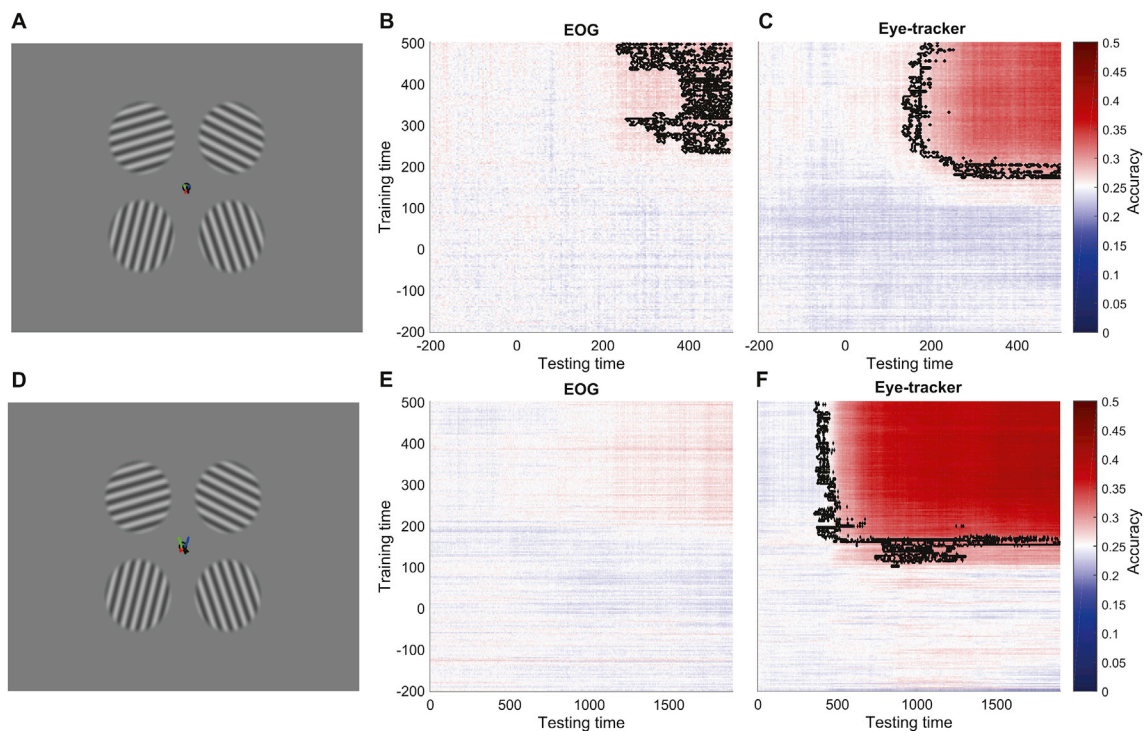 A
B
EOG
C
Eye-tracker
Training time
500
400
300
200
100
0
-100
-200
-200 0 200 400
Testing time
-200 0 200 400
Testing time
0.5
0.45
0.4
0.35
0.3
0.25
0.2
0.15
0.1
0.05
0
Accuracy
D
E
EOG
F
Eye-tracker
Training time
500
400
300
200
100
0
-100
-200
0 500 1000 1500
Testing time
0 500 1000 1500
Testing time
0.5
0.45
0.4
0.35
0.3
0.25
0.2
0.15
0.1
0.05
0
Accuracy